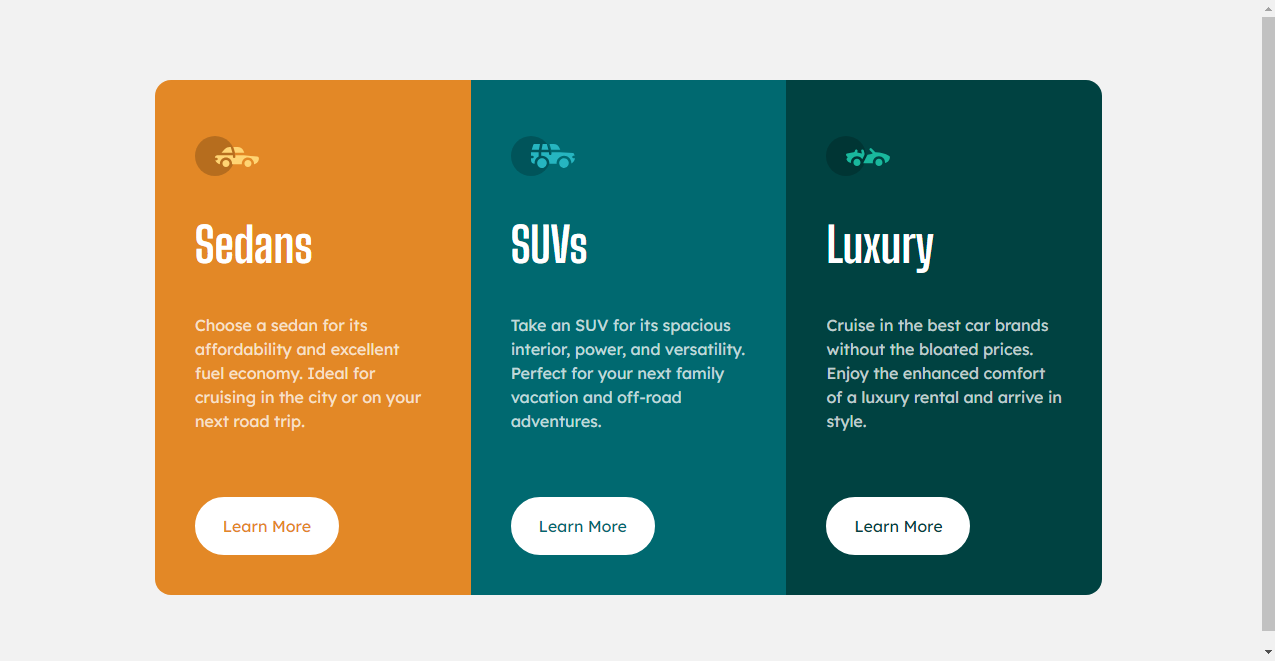 Sedans
Choose a sedan for its
affordability and excellent
fuel economy. Ideal for
cruising in the city or on your
next road trip.
Learn More
SUVs
Take an SUV for its spacious
interior, power, and versatility.
Perfect for your next family
vacation and off-road
adventures.
Learn More
Luxury
Cruise in the best car brands
without the bloated prices.
Enjoy the enhanced comfort
of a luxury rental and arrive in
style.
Learn More